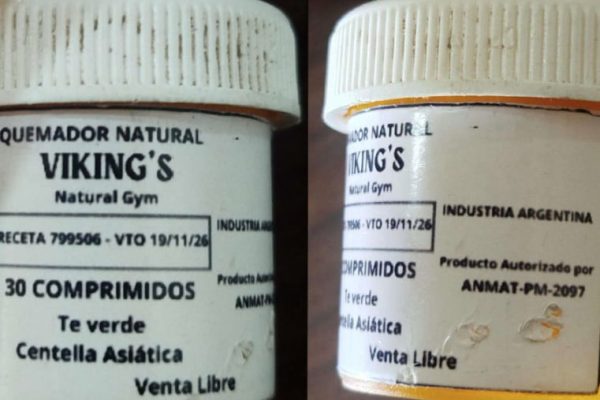 QUEMADOR NATURAL
VIKING'S
Natural Gym
RECETA 799506 - VTO 19/11/26
INDUSTRIA
30 COMPRIMIDOS
Producto Autorizado
ANMAT-
Te verde
Centella Asiática
Venta Libre
QUEMADOR NATURAL
VIKING'S
Natural Gym
- VTO 19/11/26
INDUSTRIA ARGENTINA
COMPRIMIDOS
Producto Autorizado por
ANMAT-PM-2097
Te verde
Centella Asiática
Venta Libre